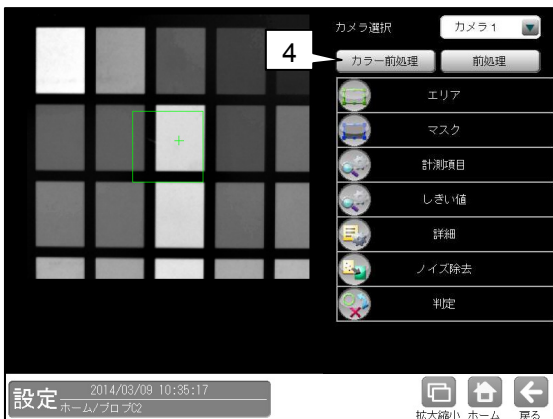 カメラ選択
カメラ1
4
カラー前処理
前処理
エリア
マスク
計測項目
しきい値
詳細
ノイズ除去
判定
設定
2014/03/09 10:35:17
ホーム/ブロブC2
拡大縮小
ホーム
戻る